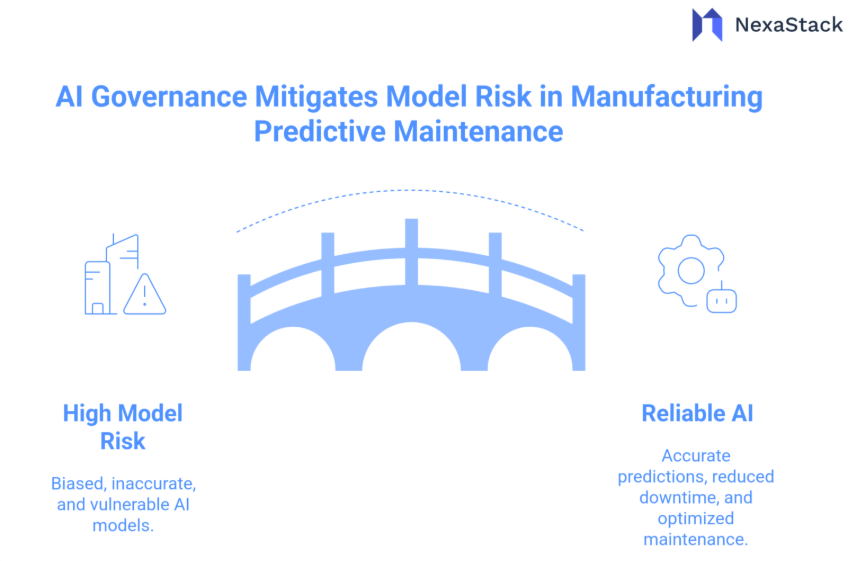 NexaStack
AI Governance Mitigates Model Risk in Manufacturing
Predictive Maintenance
High Model
Risk
Biased, inaccurate,
and vulnerable AI
models.
Reliable AI
Accurate
predictions, reduced
downtime, and
optimized
maintenance.